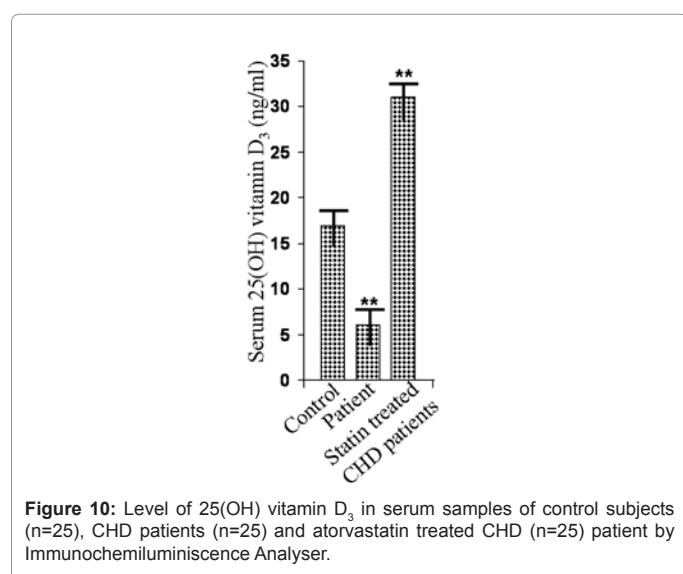 35
30
25
20
15
10
5
0
Serum 25(OH) vitamin D₃ (ng/ml)
**
**
Control
Patient
Statin treated
CHD patients
Figure 10: Level of 25(OH) vitamin D₃ in serum samples of control subjects
(n=25), CHD patients (n=25) and atorvastatin treated CHD (n=25) patient by
Immunochemiluminiscence Analyser.